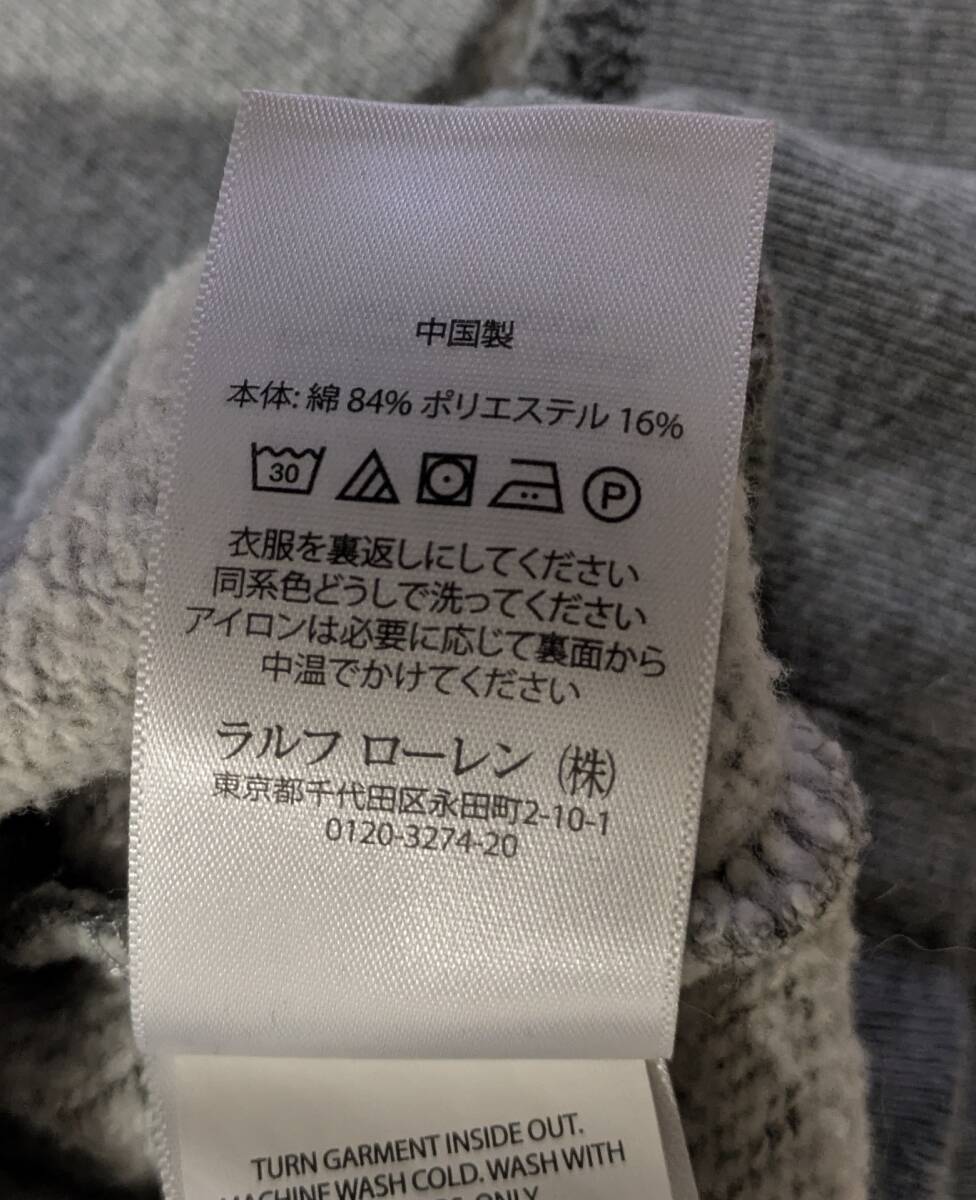 中国製
本体: 綿 84% ポリエステル 16%
30 P
衣服を裏返しにしてください
同系色どうしで洗ってください
アイロンは必要に応じて裏面から
中温でかけてください
ラルフ ローレン (株)
東京都千代田区永田町2-10-1
0120-3274-20
TURN GARMENT INSIDE OUT.
MACHINE WASH COLD. WASH WITH
ONLY